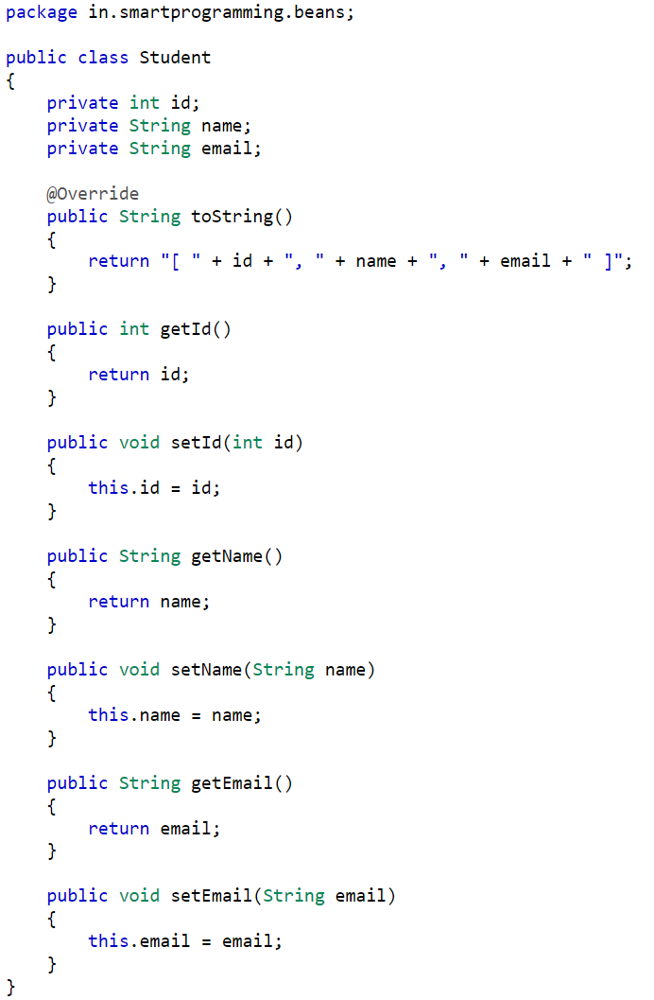 package in.smartprogramming.beans;
public class Student
{
    private int id;
    private String name;
    private String email;
    @Override
    public String toString()
    {
        return "[ " + id + ", " + name + ", " + email + " ]";
    }
    public int getId()
    {
        return id;
    }
    public void setId(int id)
    {
        this.id = id;
    }
    public String getName()
    {
        return name;
    }
    public void setName(String name)
    {
        this.name = name;
    }
    public String getEmail()
    {
        return email;
    }
    public void setEmail(String email)
    {
        this.email = email;
    }
}